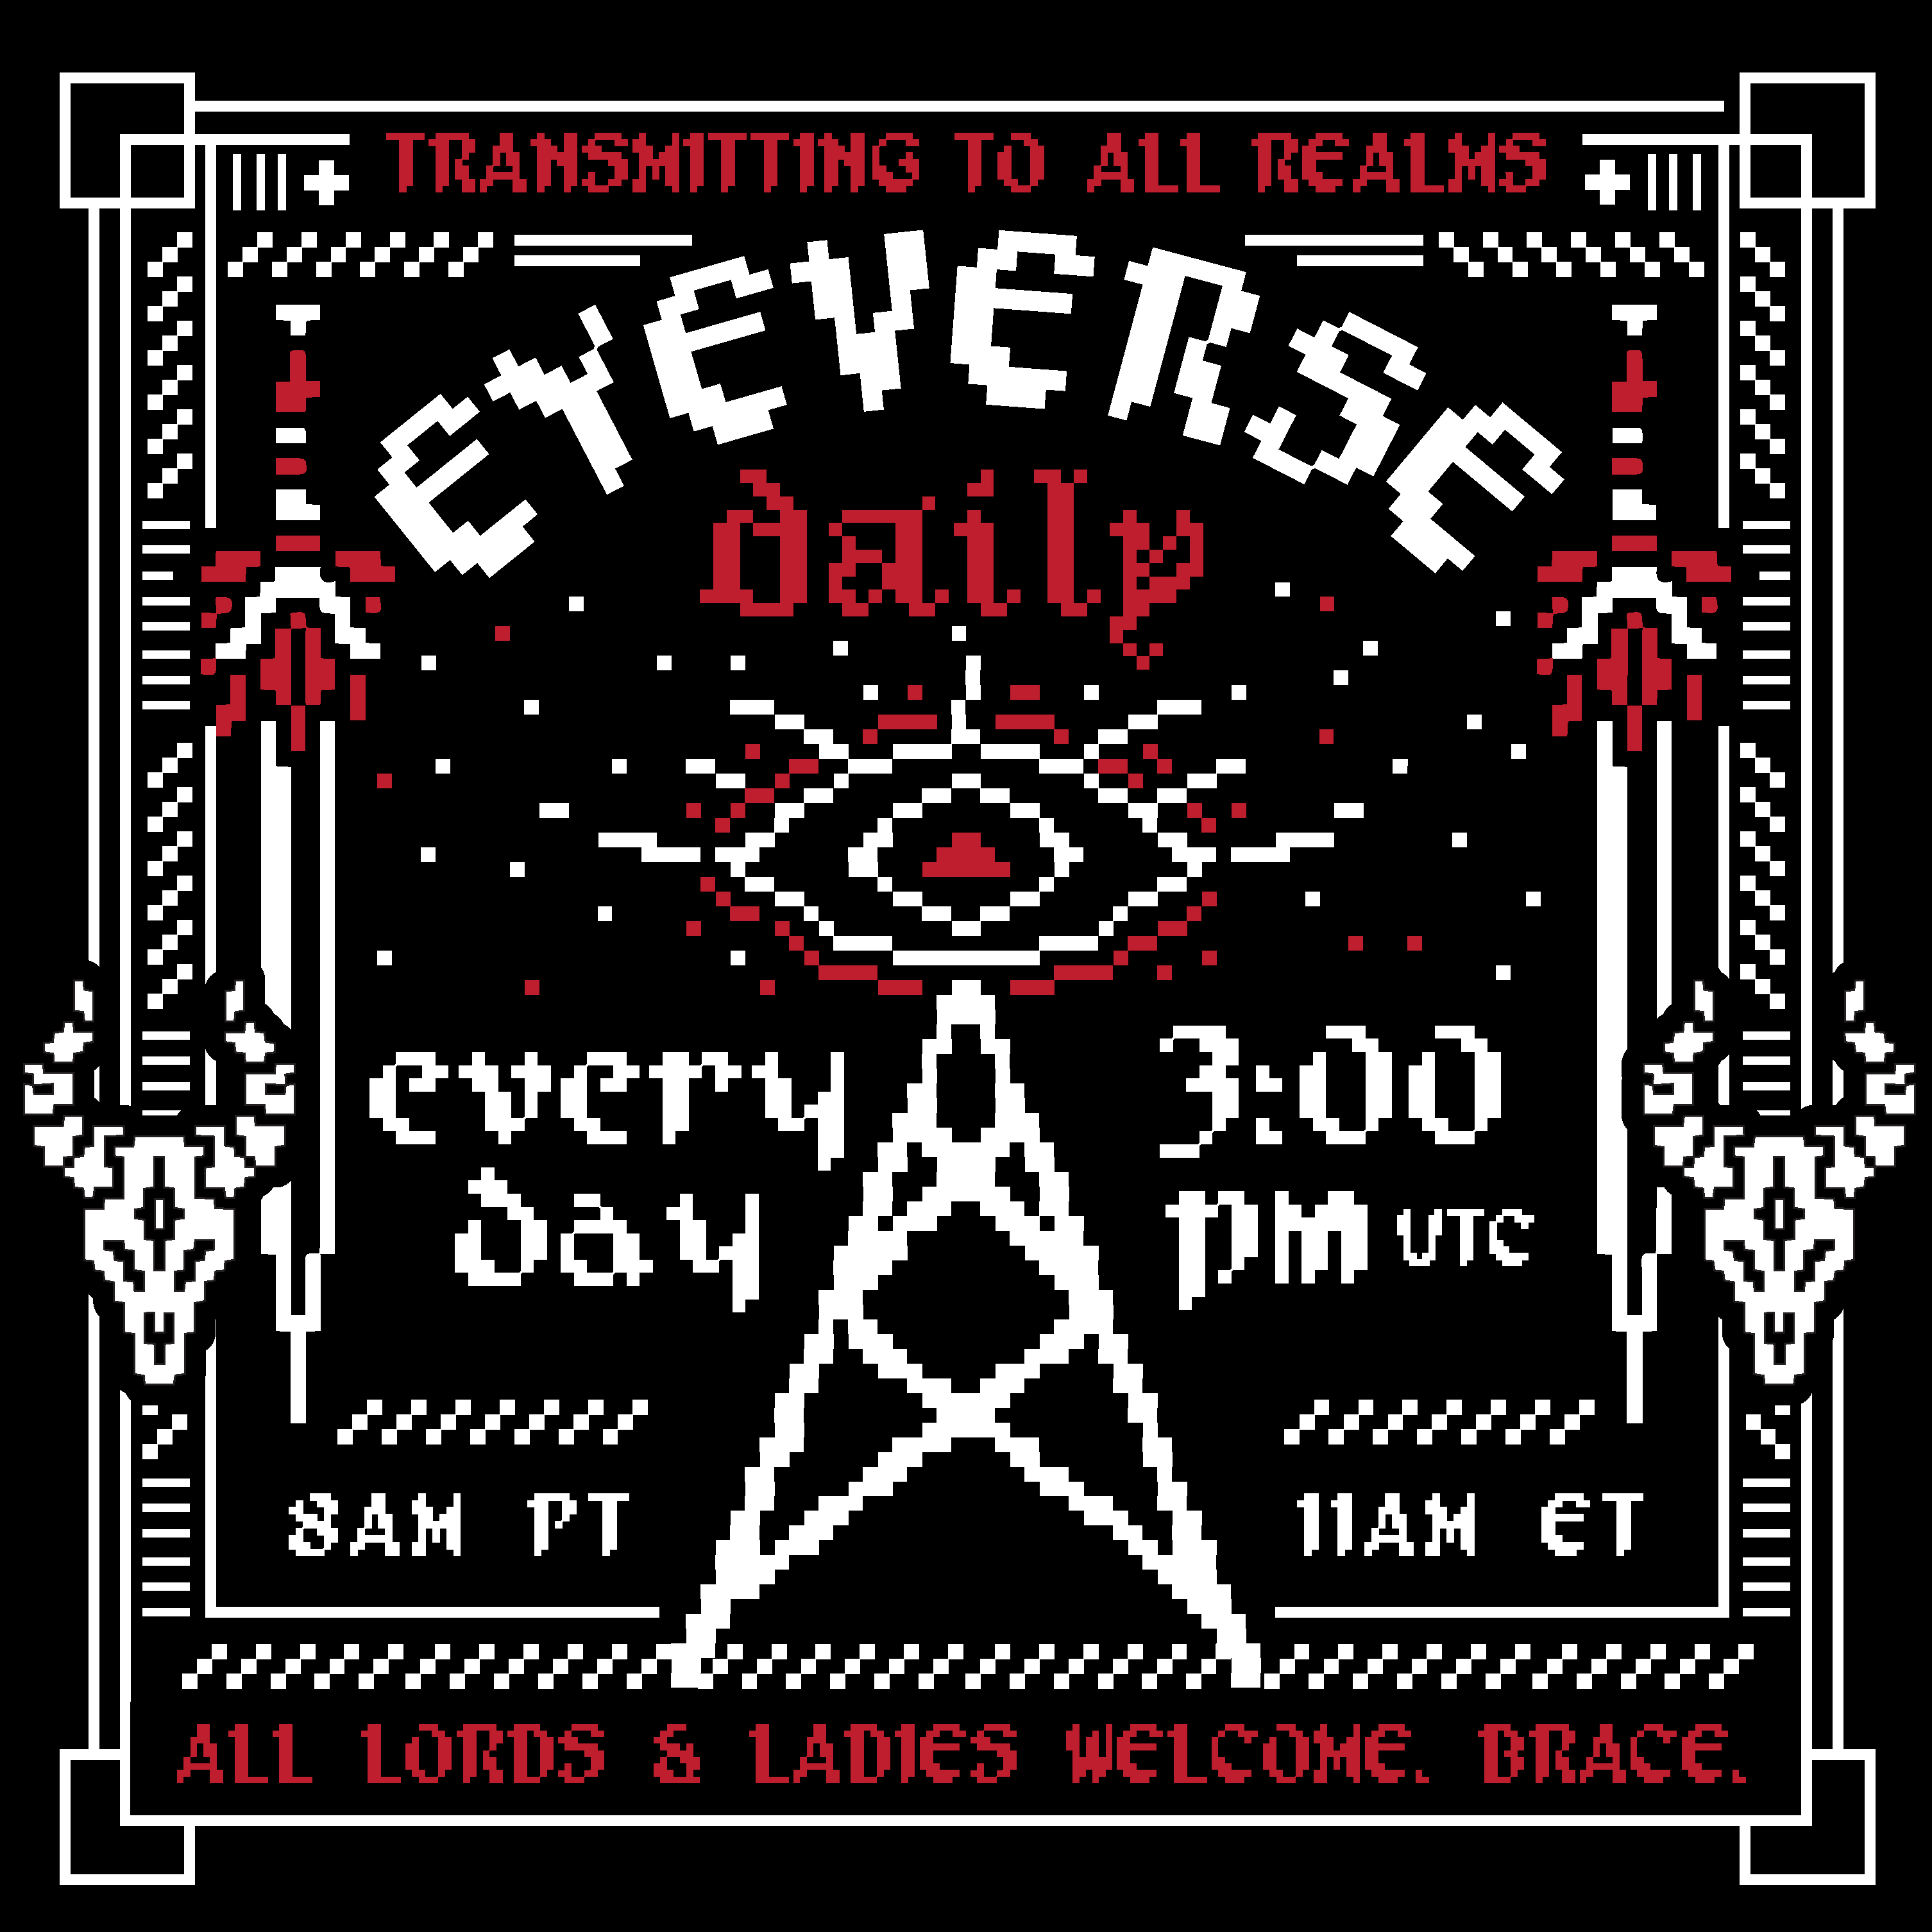 TRANSMITTING TO ALL REALMS
EYEVERSE
daily
every
day
3:00
PM UTC
8AM PT
11AM ET
ALL LORDS & LADIES WELCOME. BRACE.